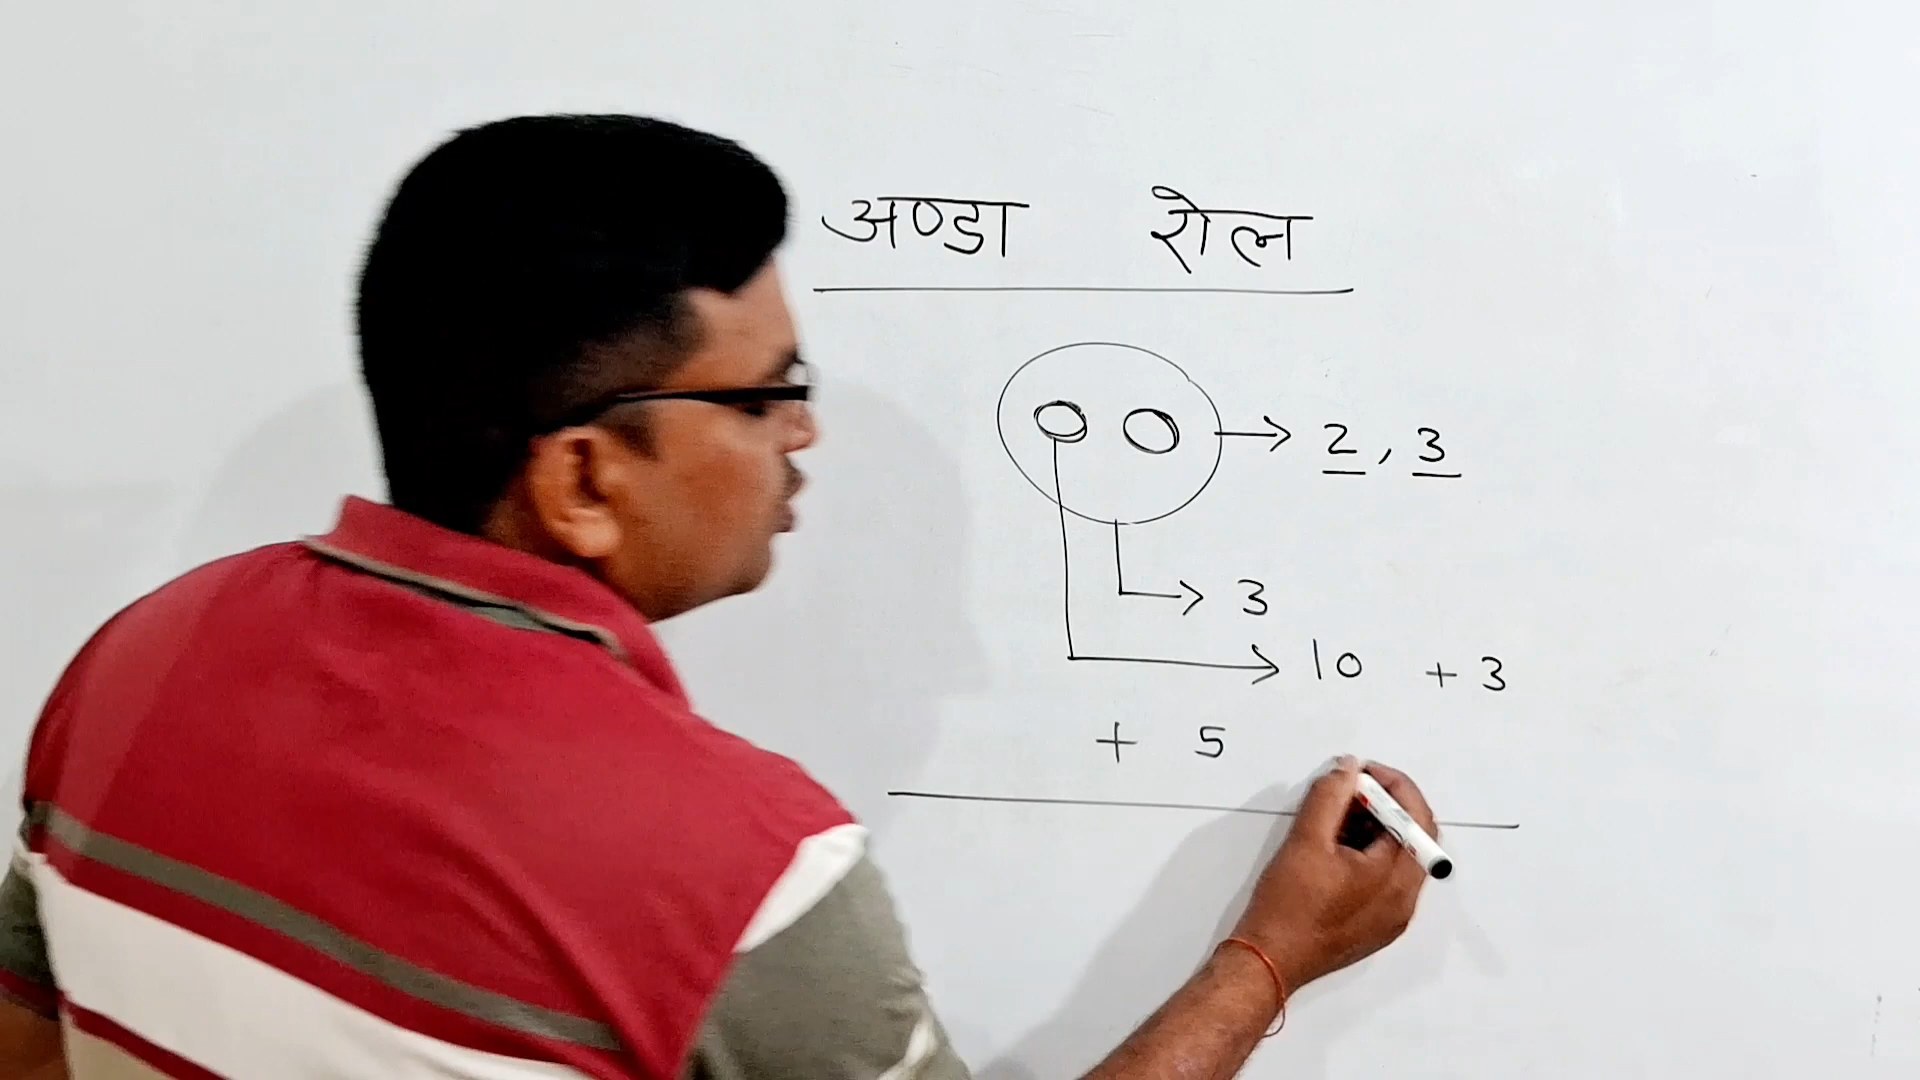 अण्डा रोल
→ 2, 3
→ 3
→ 10 + 3
+ 5